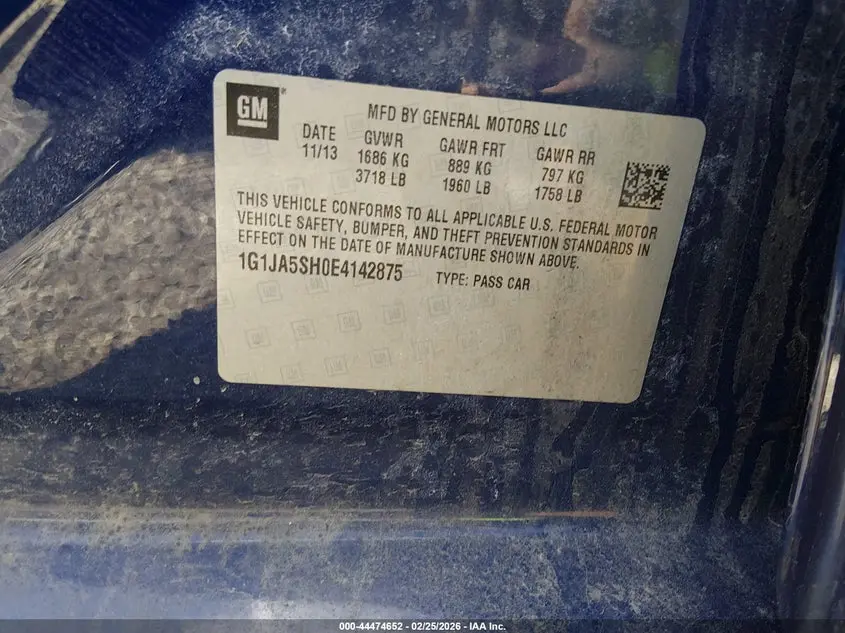 GM
MFD BY GENERAL MOTORS LLC
DATE GVWR GAWR FRT GAWR RR
11/13 1686 KG 889 KG 797 KG
3718 LB 1960 LB 1758 LB
THIS VEHICLE CONFORMS TO ALL APPLICABLE U.S. FEDERAL MOTOR
VEHICLE SAFETY, BUMPER, AND THEFT PREVENTION STANDARDS IN
EFFECT ON THE DATE OF MANUFACTURE SHOWN ABOVE.
1G1JA5SH0E4142875 TYPE: PASS CAR
000-44474652 - 02/25/2026 - IAA Inc.